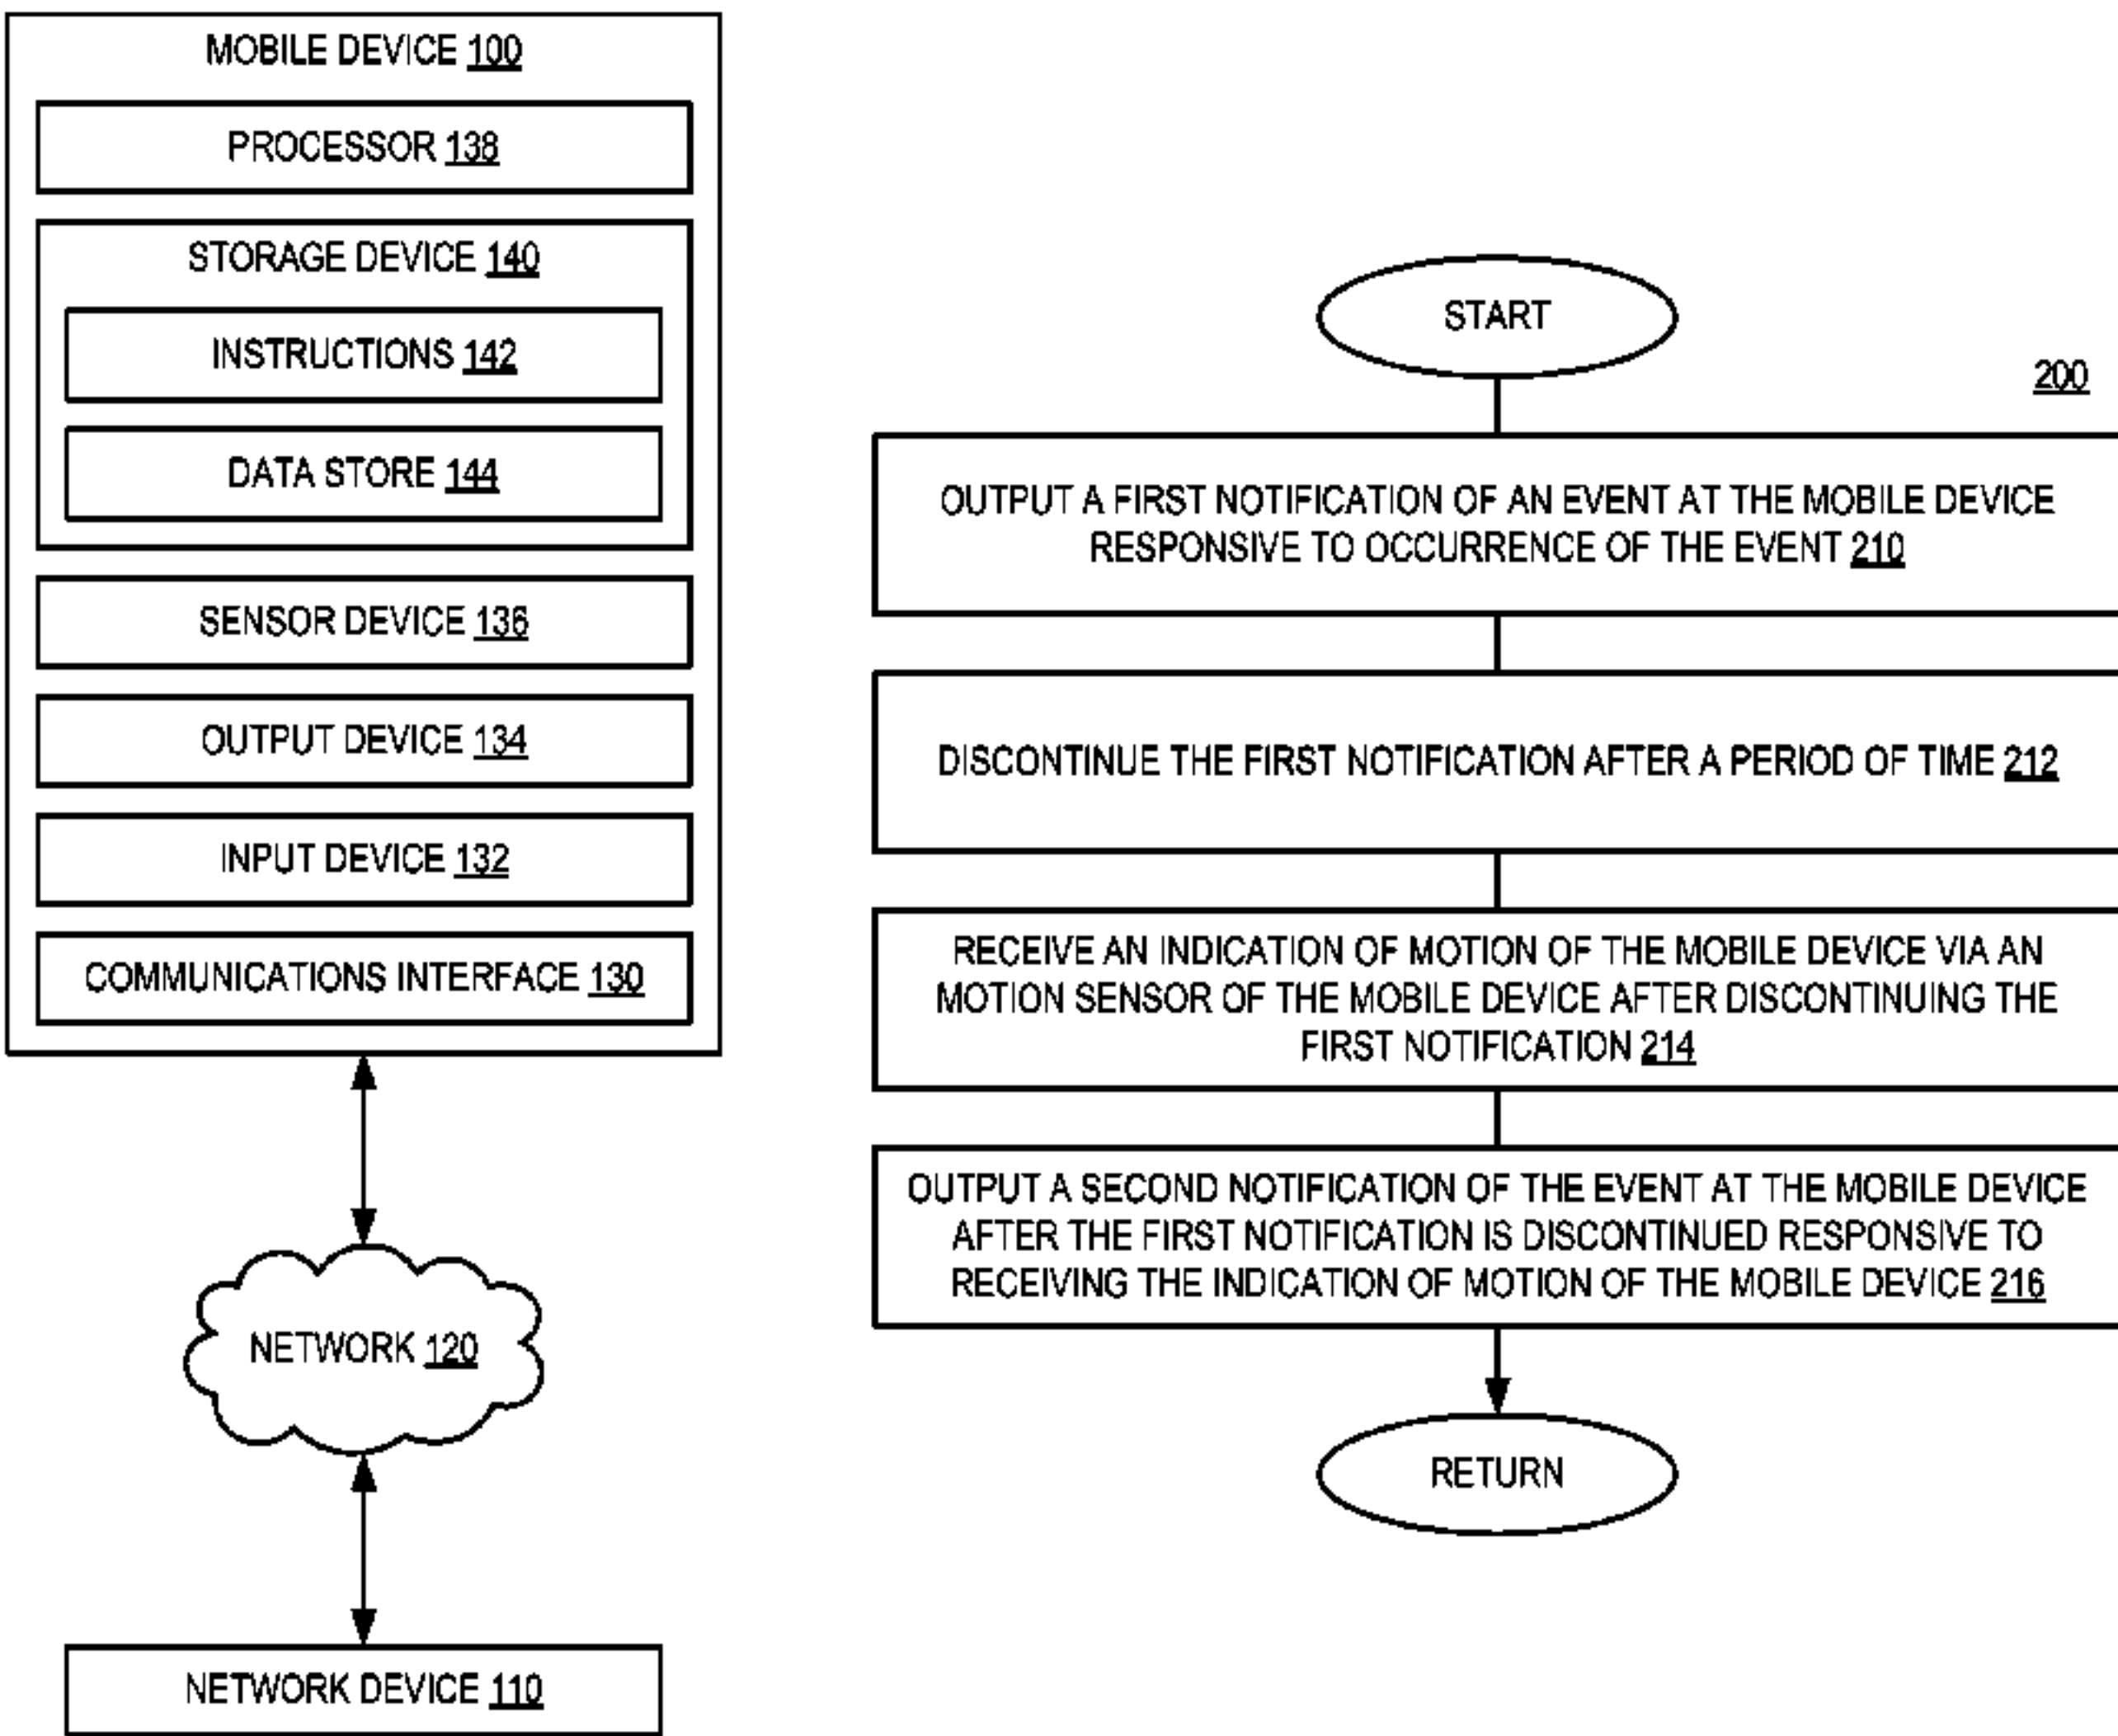 MOBILE DEVICE 100
PROCESSOR 138
STORAGE DEVICE 140
INSTRUCTIONS 142
DATA STORE 144
SENSOR DEVICE 136
OUTPUT DEVICE 134
INPUT DEVICE 132
COMMUNICATIONS INTERFACE 130
NETWORK 120
NETWORK DEVICE 110
START
200
OUTPUT A FIRST NOTIFICATION OF AN EVENT AT THE MOBILE DEVICE
RESPONSIVE TO OCCURRENCE OF THE EVENT 210
DISCONTINUE THE FIRST NOTIFICATION AFTER A PERIOD OF TIME 212
RECEIVE AN INDICATION OF MOTION OF THE MOBILE DEVICE VIA AN
MOTION SENSOR OF THE MOBILE DEVICE AFTER DISCONTINUING THE
FIRST NOTIFICATION 214
OUTPUT A SECOND NOTIFICATION OF THE EVENT AT THE MOBILE DEVICE
AFTER THE FIRST NOTIFICATION IS DISCONTINUED RESPONSIVE TO
RECEIVING THE INDICATION OF MOTION OF THE MOBILE DEVICE 216
RETURN